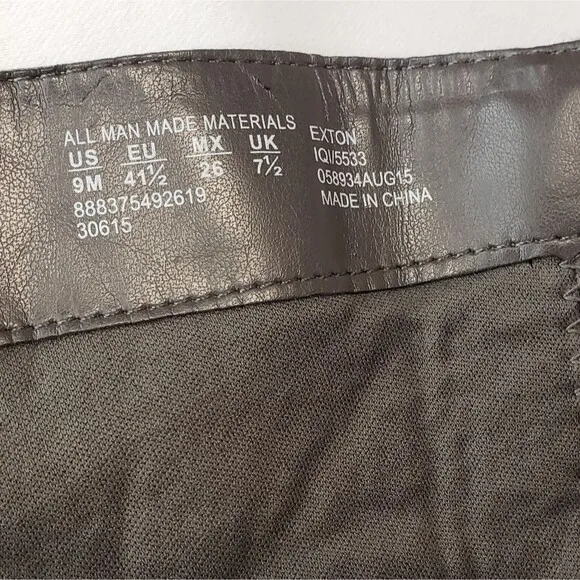 ALL MAN MADE MATERIALS
US EU MX UK
9M 41½ 26 7½
888375492619
30615
EXTON
IQI/5533
058934AUG15
MADE IN CHINA